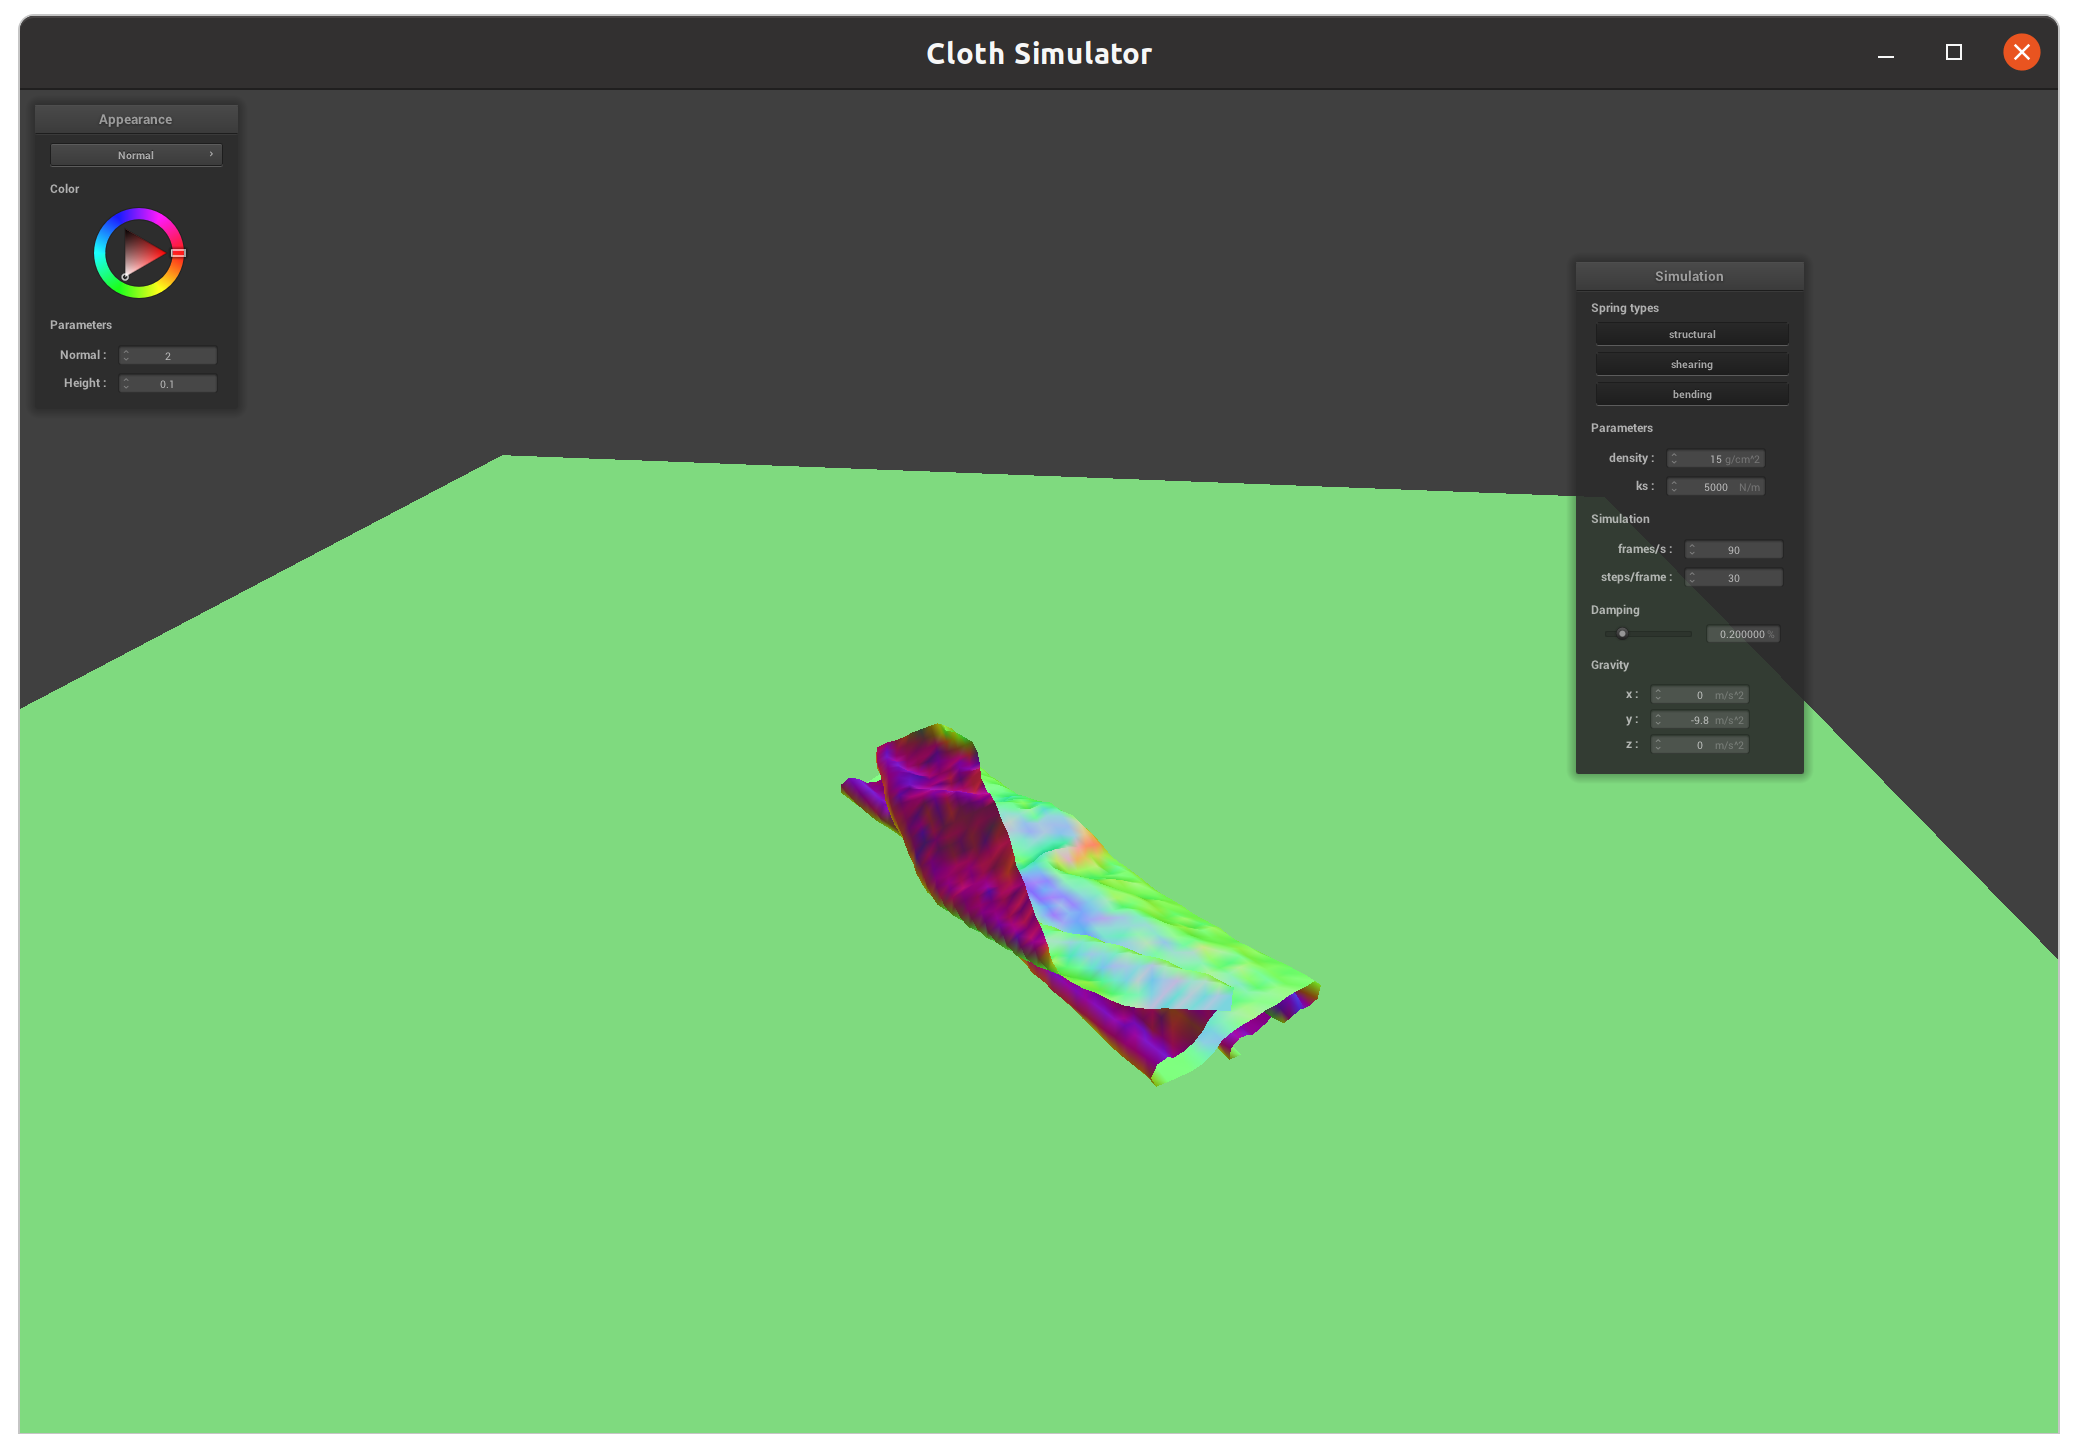 Cloth Simulator
Appearance
Normal
Color
Parameters
Normal : 2
Height : 0.1
Simulation
Spring types
structural
shearing
bending
Parameters
density : 15 g/cm^2
ks : 5000 N/m
Simulation
frames/s : 90
steps/frame : 30
Damping
0.200000 %
Gravity
x : 0 m/s^2
y : -9.8 m/s^2
z : 0 m/s^2